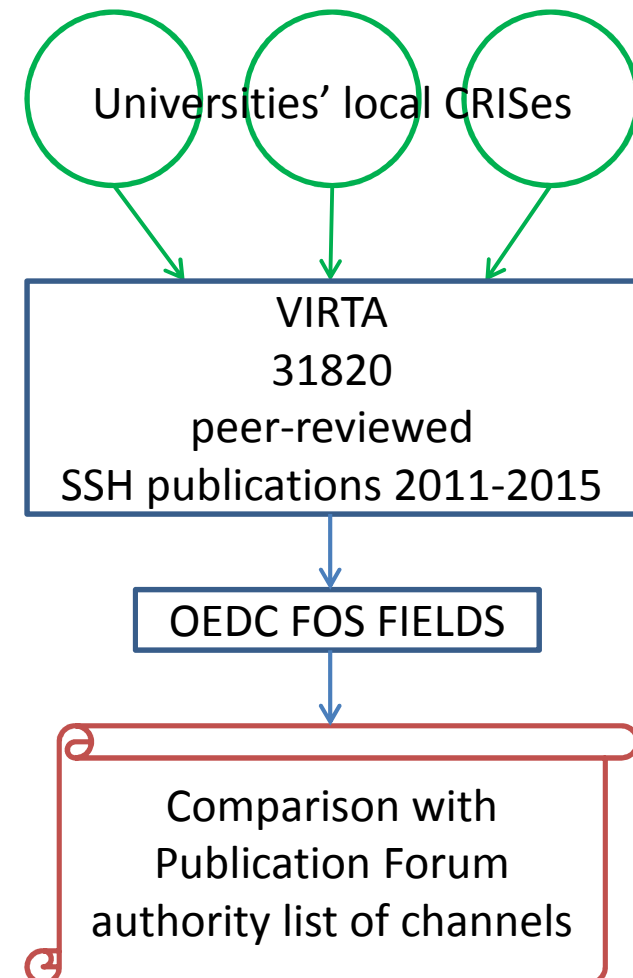 Universities’ local CRISes
VIRTA
31820
peer-reviewed
SSH publications 2011-2015
OEDC FOS FIELDS
Comparison with
Publication Forum
authority list of channels